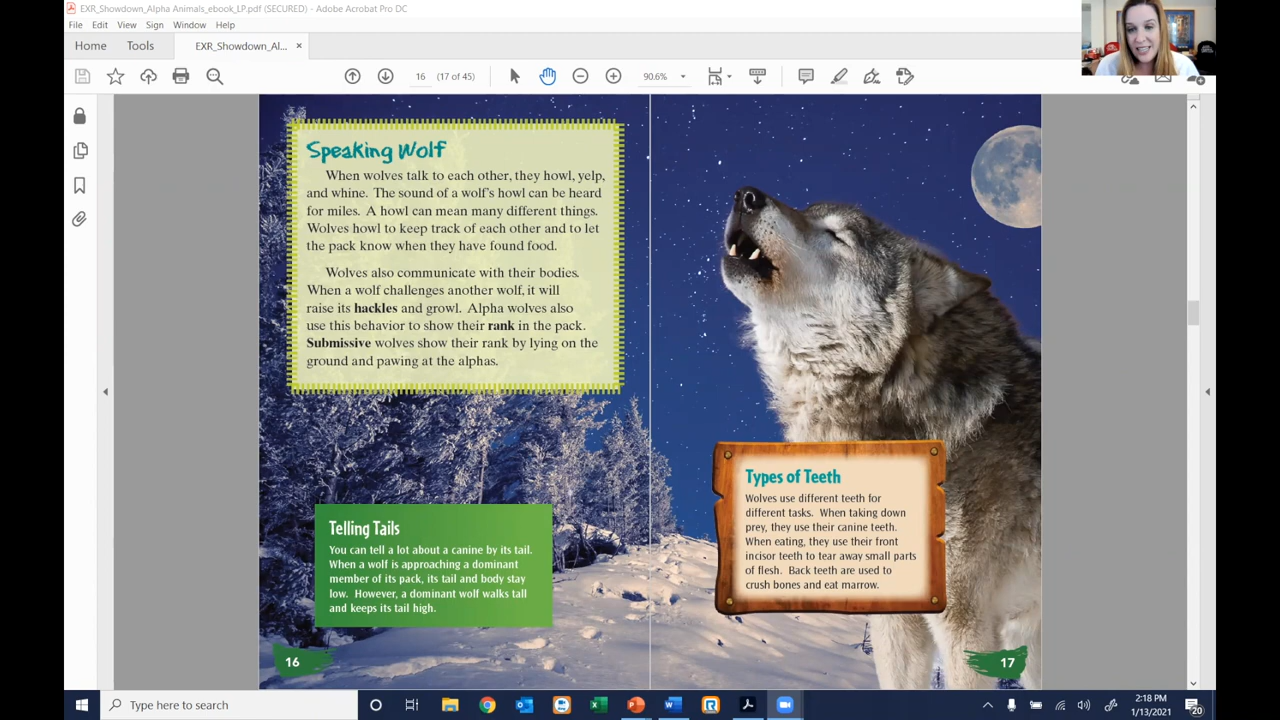 EXR_Showdown_Alpha Animals_ebook_LP.pdf (SECURED) - Adobe Acrobat Pro DC
File Edit View Sign Window Help
Home Tools EXR_Showdown_Al... ×
16 (17 of 45) 90.6%
Speaking Wolf
When wolves talk to each other, they howl, yelp,
and whine. The sound of a wolf's howl can be heard
for miles. A howl can mean many different things.
Wolves howl to keep track of each other and to let
the pack know when they have found food.
Wolves also communicate with their bodies.
When a wolf challenges another wolf, it will
raise its hackles and growl. Alpha wolves also
use this behavior to show their rank in the pack.
Submissive wolves show their rank by lying on the
ground and pawing at the alphas.
Telling Tails
You can tell a lot about a canine by its tail.
When a wolf is approaching a dominant
member of its pack, its tail and body stay
low. However, a dominant wolf walks tall
and keeps its tail high.
16
Types of Teeth
Wolves use different teeth for
different tasks. When taking down
prey, they use their canine teeth.
When eating, they use their front
incisor teeth to tear away small parts
of flesh. Back teeth are used to
crush bones and eat marrow.
17
Type here to search
2:18 PM
1/13/2021
20